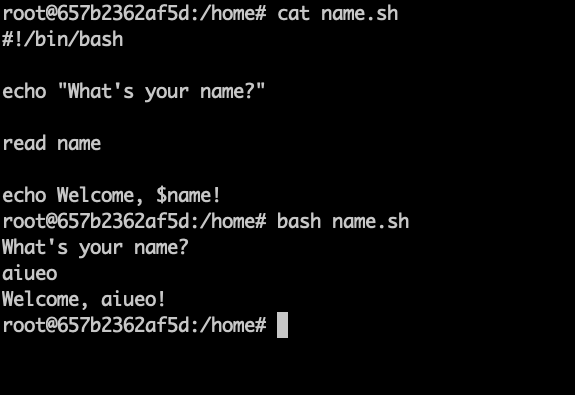 root@657b2362af5d:/home# cat name.sh
#!/bin/bash
echo "What's your name?"
read name
echo Welcome, $name!
root@657b2362af5d:/home# bash name.sh
What's your name?
aiueo
Welcome, aiueo!
root@657b2362af5d:/home#